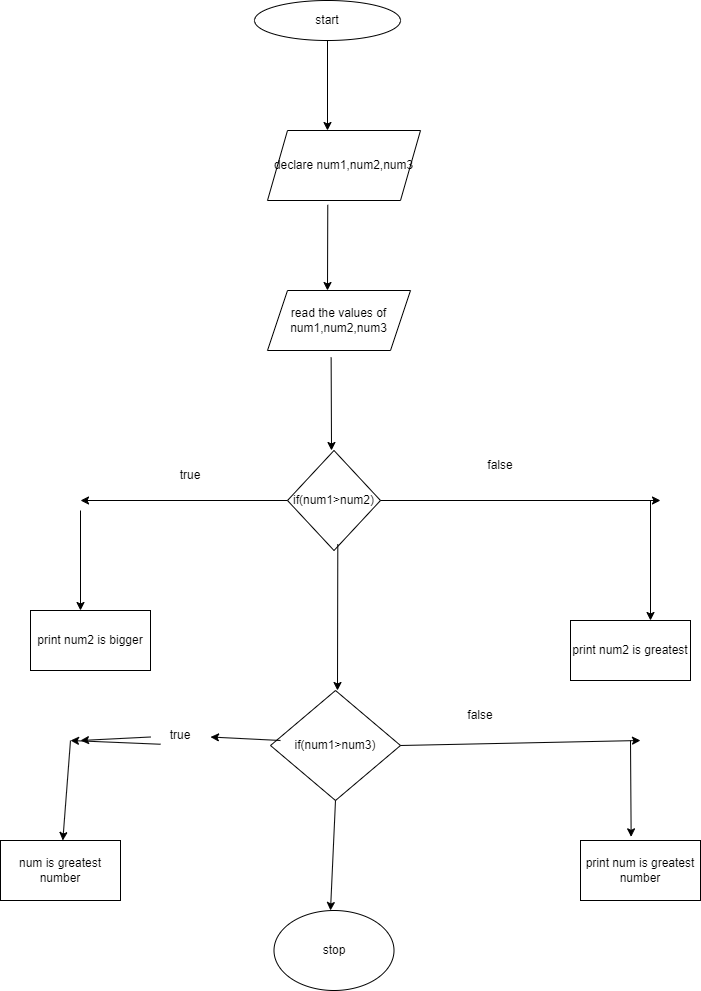 start
declare num1,num2,num3
read the values of
num1,num2,num3
true
false
if(num1>num2)
print num2 is bigger
print num2 is greatest
true
false
if(num1>num3)
num is greatest
number
print num is greatest
number
stop